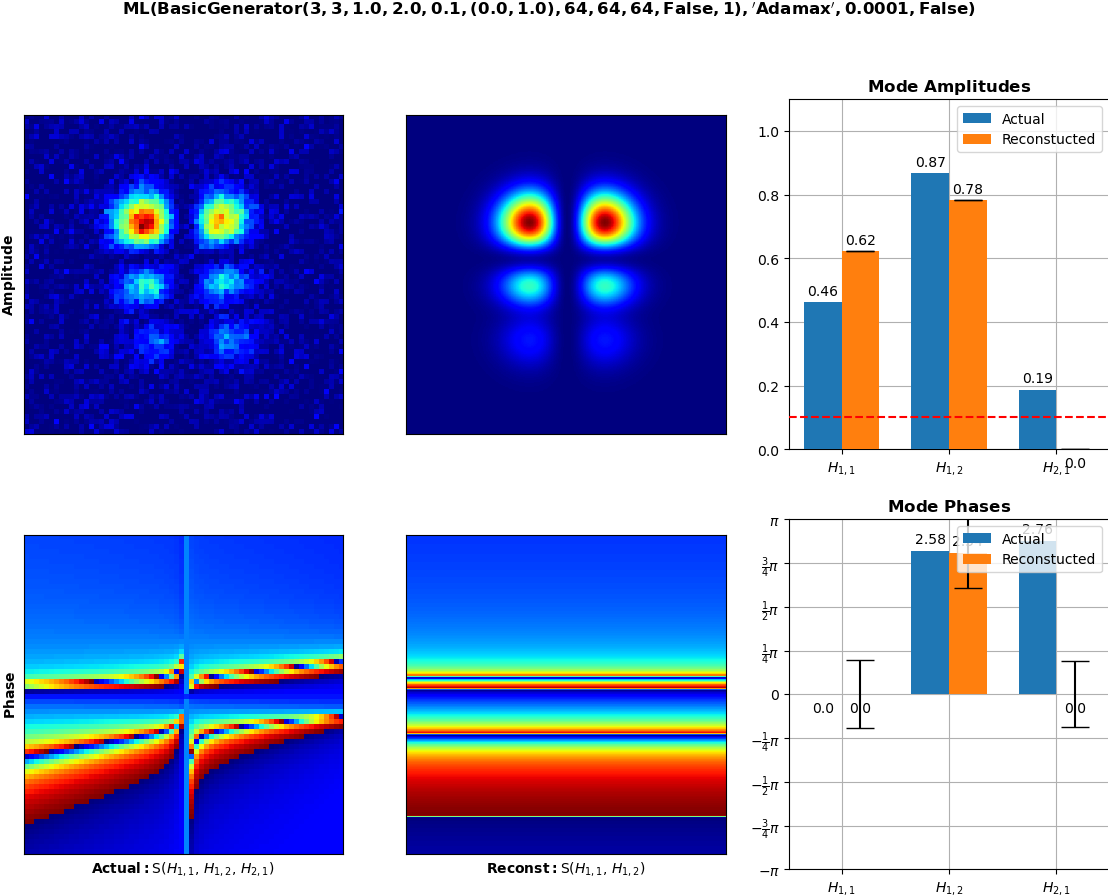 ML(BasicGenerator(3, 3, 1.0, 2.0, 0.1, (0.0, 1.0), 64, 64, 64, False, 1), 'Adamax', 0.0001, False)
Amplitude
Mode Amplitudes
Actual
Reconstucted
1.0
0.8
0.6
0.4
0.2
0.0
0.46
0.62
0.87
0.78
0.19
0.0
H1,1
H1,2
H2,1
Phase
Actual: S(H1,1, H1,2, H2,1)
Reconst: S(H1,1, H1,2)
Mode Phases
Actual
Reconstucted
π
3/4π
1/2π
1/4π
0
−1/4π
−1/2π
−3/4π
−π
0.0
0.0
2.58
2.76
0.0
H1,1
H1,2
H2,1